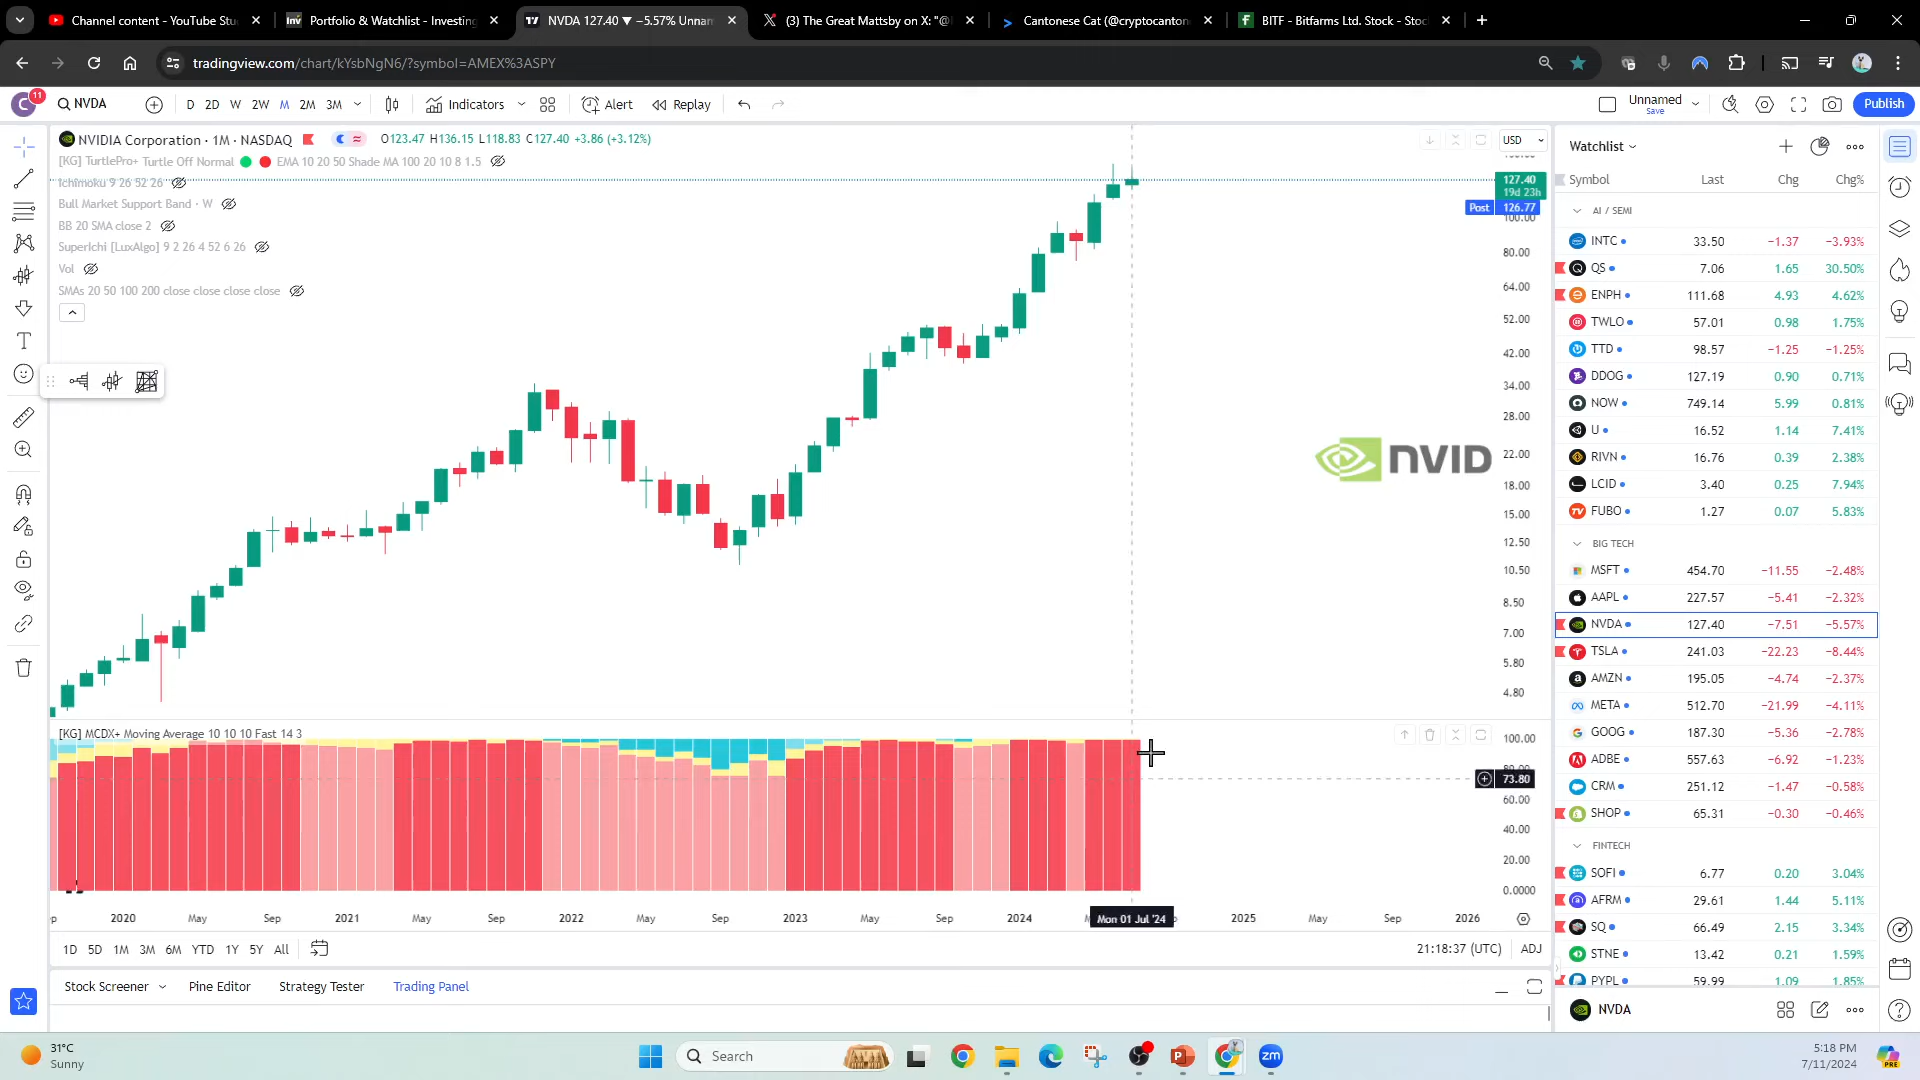 Channel content - YouTube Stu
Portfolio & Watchlist - Investing
NVDA 127.40 ▼ −5.57% Unnam
(3) The Great Mattsby on X: "@
Cantonese Cat (@cryptocanton
BITF - Bitfarms Ltd. Stock - Stoc
tradingview.com/chart/kYsbNgN6/?symbol=AMEX%3ASPY
C 11 NVDA D 2D W 2W M 2M 3M Indicators Alert Replay Unnamed Save Publish
NVIDIA Corporation · 1M · NASDAQ O123.47 H136.15 L118.83 C127.40 +3.86 (+3.12%)
[KG] TurtlePro+ Turtle Off Normal EMA 10 20 50 Shade MA 100 20 10 8 1.5
Ichimoku 9 26 52 26
Bull Market Support Band · W
BB 20 SMA close 2
SuperIchi [LuxAlgo] 9 2 26 4 52 6 26
Vol
SMAs 20 50 100 200 close close close close
USD
127.40
19d 23h
Post 126.77
100.00
80.00
64.00
52.00
42.00
34.00
28.00
22.00
18.00
15.00
12.50
10.50
8.50
7.00
5.80
4.80
NVID
[KG] MCDX+ Moving Average 10 10 10 Fast 14 3
100.00
80.00
73.80
60.00
40.00
20.00
0.0000
2020 May Sep 2021 May Sep 2022 May Sep 2023 May Sep 2024 Mon 01 Jul '24 2025 May Sep 2026
1D 5D 1M 3M 6M YTD 1Y 5Y All
21:18:37 (UTC) ADJ
Stock Screener Pine Editor Strategy Tester Trading Panel
Watchlist
Symbol Last Chg Chg%
AI / SEMI
INTC 33.50 −1.37 −3.93%
QS 7.06 1.65 30.50%
ENPH 111.68 4.93 4.62%
TWLO 57.01 0.98 1.75%
TTD 98.57 −1.25 −1.25%
DDOG 127.19 0.90 0.71%
NOW 749.14 5.99 0.81%
U 16.52 1.14 7.41%
RIVN 16.76 0.39 2.38%
LCID 3.40 0.25 7.94%
FUBO 1.27 0.07 5.83%
BIG TECH
MSFT 454.70 −11.55 −2.48%
AAPL 227.57 −5.41 −2.32%
NVDA 127.40 −7.51 −5.57%
TSLA 241.03 −22.23 −8.44%
AMZN 195.05 −4.74 −2.37%
META 512.70 −21.99 −4.11%
GOOG 187.30 −5.36 −2.78%
ADBE 557.63 −6.92 −1.23%
CRM 251.12 −1.47 −0.58%
SHOP 65.31 −0.30 −0.46%
FINTECH
SOFI 6.77 0.20 3.04%
AFRM 29.61 1.44 5.11%
SQ 66.49 2.15 3.34%
STNE 13.42 0.21 1.59%
PYPL 59.99 1.09 1.85%
NVDA
31°C
Sunny
Search
zm
5:18 PM
7/11/2024